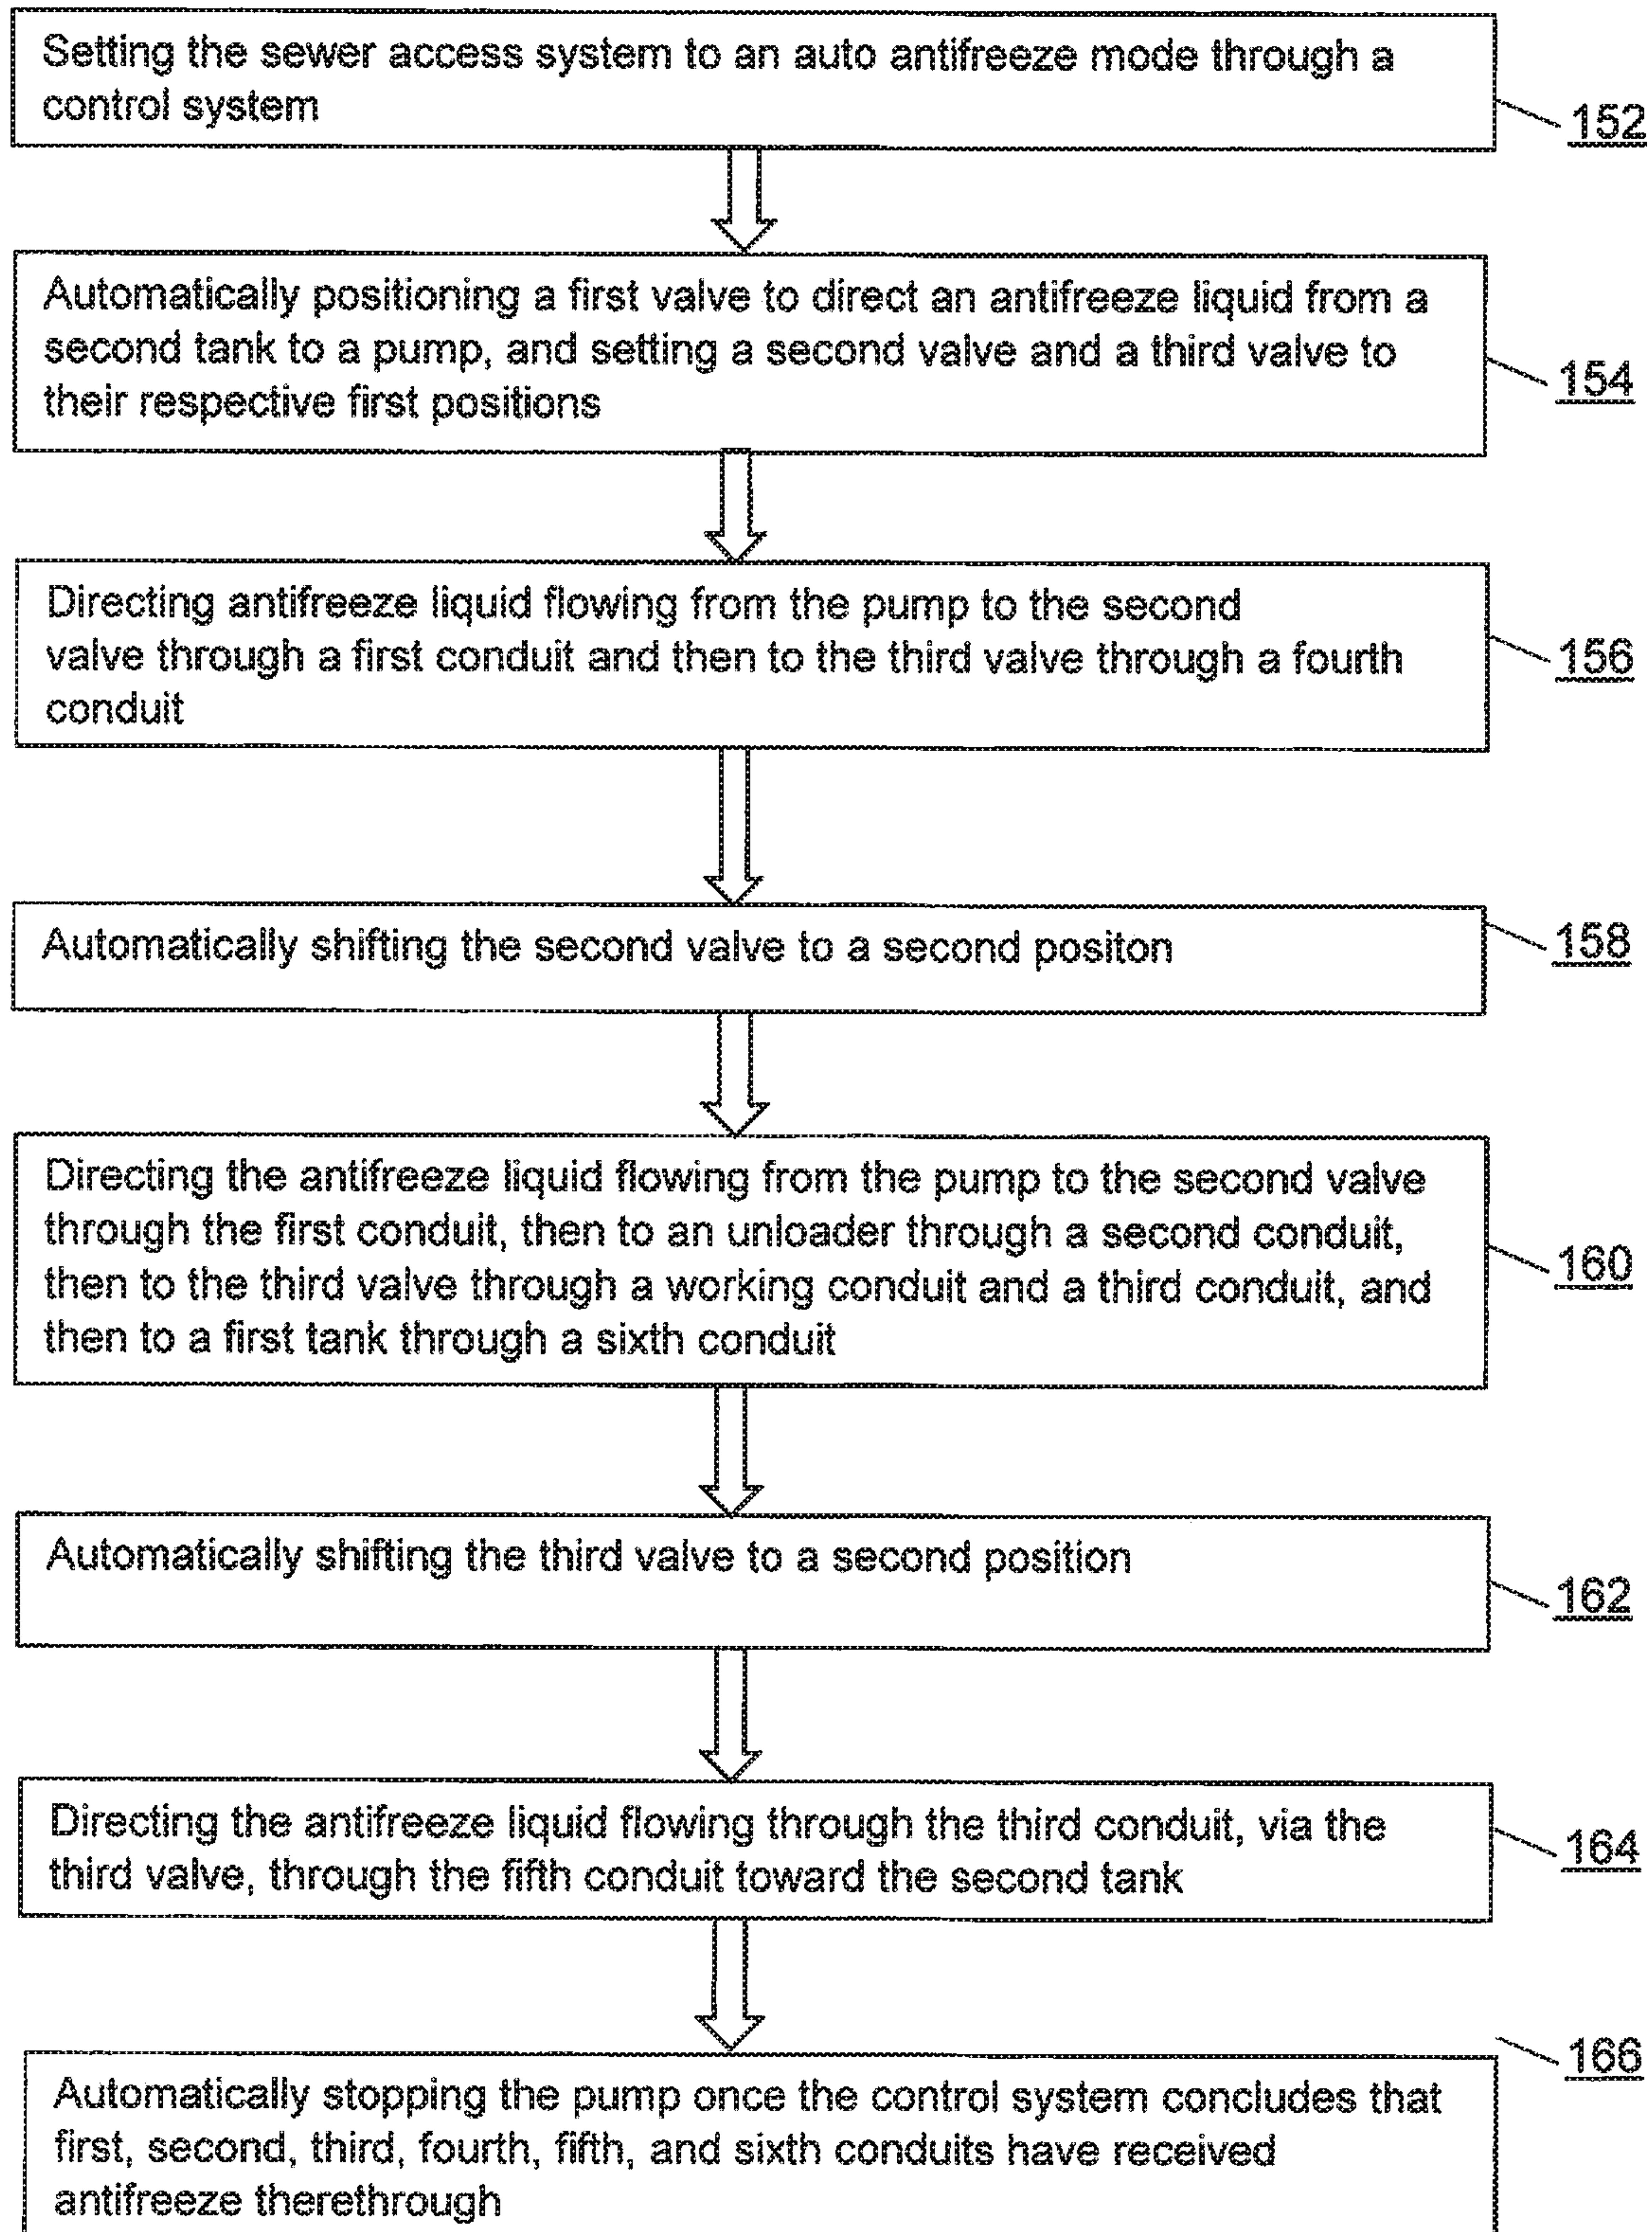 Setting the sewer access system to an auto antifreeze mode through a
control system
152
Automatically positioning a first valve to direct an antifreeze liquid from a
second tank to a pump, and setting a second valve and a third valve to
their respective first positions
154
Directing antifreeze liquid flowing from the pump to the second
valve through a first conduit and then to the third valve through a fourth
conduit
156
Automatically shifting the second valve to a second positon
158
Directing the antifreeze liquid flowing from the pump to the second valve
through the first conduit, then to an unloader through a second conduit,
then to the third valve through a working conduit and a third conduit, and
then to a first tank through a sixth conduit
160
Automatically shifting the third valve to a second position
162
Directing the antifreeze liquid flowing through the third conduit, via the
third valve, through the fifth conduit toward the second tank
164
166
Automatically stopping the pump once the control system concludes that
first, second, third, fourth, fifth, and sixth conduits have received
antifreeze therethrough